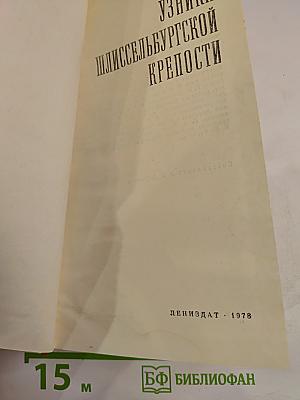 УЗНИКИ
ШЛИССЕЛЬБУРГСКОЙ
КРЕПОСТИ
ЛЕНИЗДАТ · 1978
15 м
БФ БИБЛИОФАН